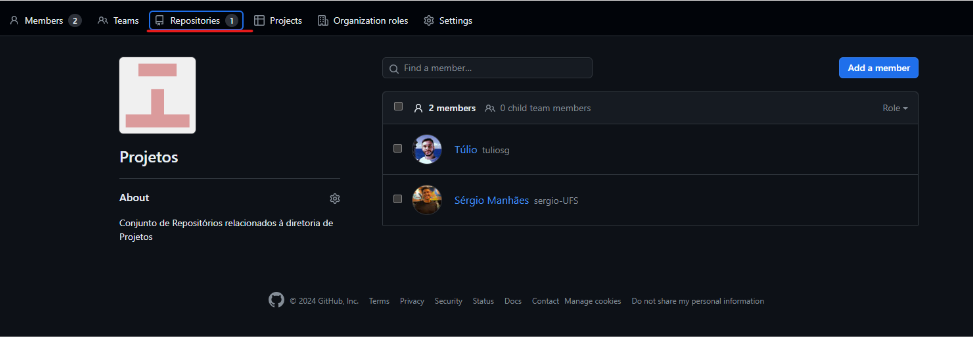 Members 2 Teams Repositories 1 Projects Organization roles Settings
Find a member... Add a member
2 members 0 child team members Role
Túlio tuliosg
Projetos
About
Sérgio Manhães sergio-UFS
Conjunto de Repositórios relacionados à diretoria de
Projetos
© 2024 GitHub, Inc. Terms Privacy Security Status Docs Contact Manage cookies Do not share my personal information